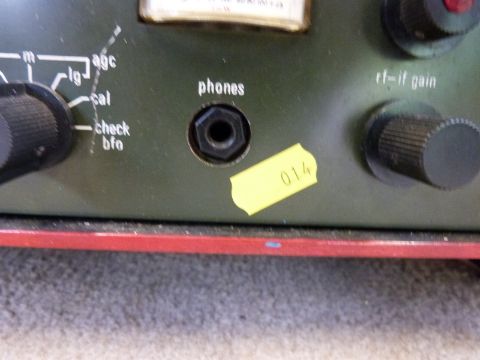 m
agc
lg
cal
check
bfo
phones
rf-if gain
014